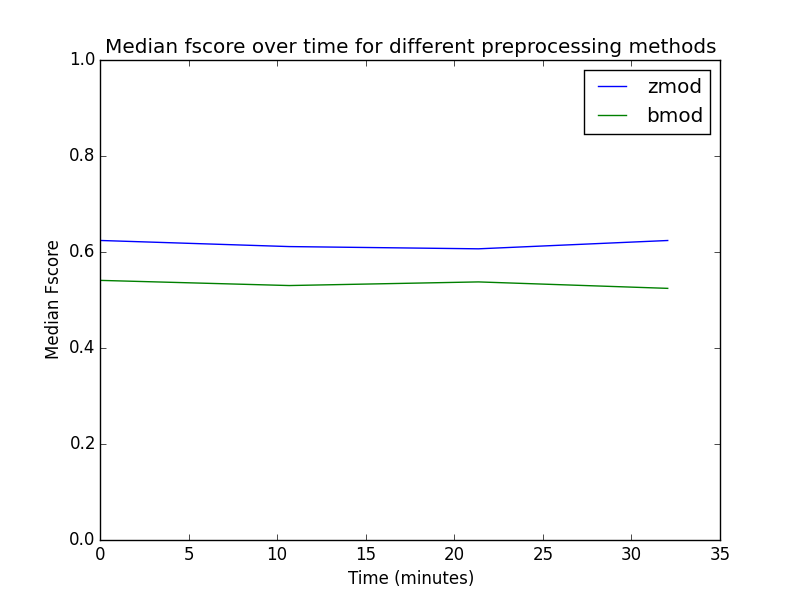 Median fscore over time for different preprocessing methods
zmod
bmod
1.0
0.8
0.6
0.4
0.2
0.0
Median Fscore
0 5 10 15 20 25 30 35
Time (minutes)